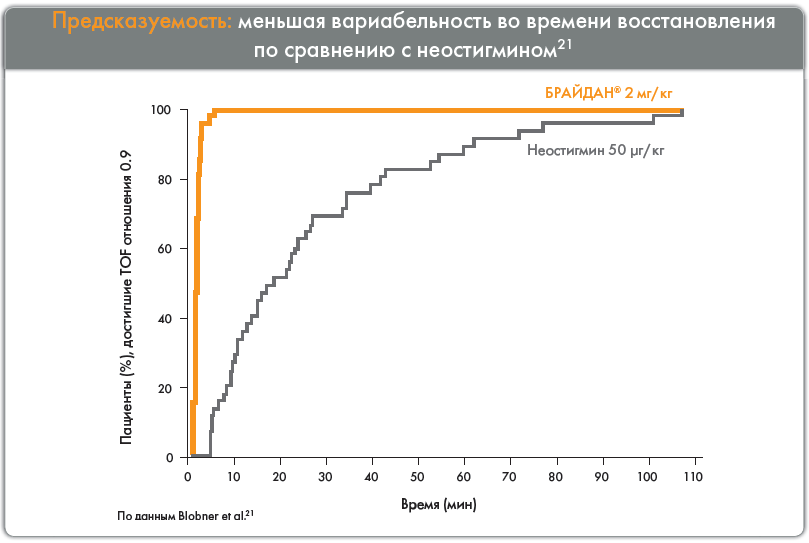 Предсказуемость: меньшая вариабельность во времени восстановления
по сравнению с неостигмином21
БРАЙДАН® 2 мг/кг
Неостигмин 50 µг/кг
Пациенты (%), достигшие TOF отношения 0.9
100
80
60
40
20
0
0 10 20 30 40 50 60 70 80 90 100 110
Время (мин)
По данным Blobner et al.21